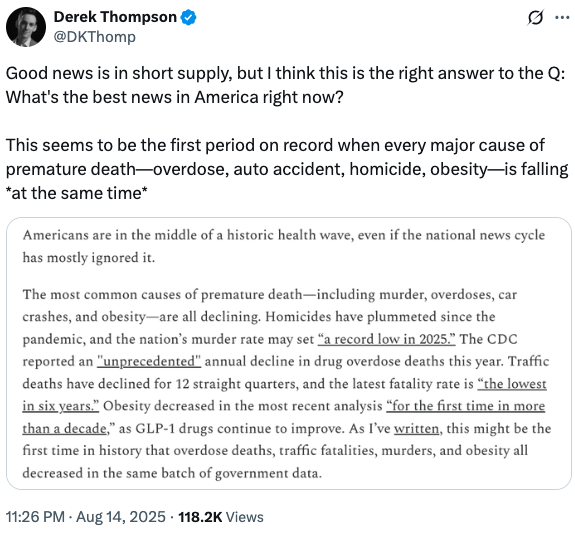 Derek Thompson
@DKThomp
Good news is in short supply, but I think this is the right answer to the Q:
What's the best news in America right now?
This seems to be the first period on record when every major cause of
premature death—overdose, auto accident, homicide, obesity—is falling
*at the same time*
Americans are in the middle of a historic health wave, even if the national news cycle
has mostly ignored it.
The most common causes of premature death—including murder, overdoses, car
crashes, and obesity—are all declining. Homicides have plummeted since the
pandemic, and the nation's murder rate may set “a record low in 2025.” The CDC
reported an "unprecedented" annual decline in drug overdose deaths this year. Traffic
deaths have declined for 12 straight quarters, and the latest fatality rate is “the lowest
in six years.” Obesity decreased in the most recent analysis “for the first time in more
than a decade,” as GLP-1 drugs continue to improve. As I’ve written, this might be the
first time in history that overdose deaths, traffic fatalities, murders, and obesity all
decreased in the same batch of government data.
11:26 PM · Aug 14, 2025 · 118.2K Views